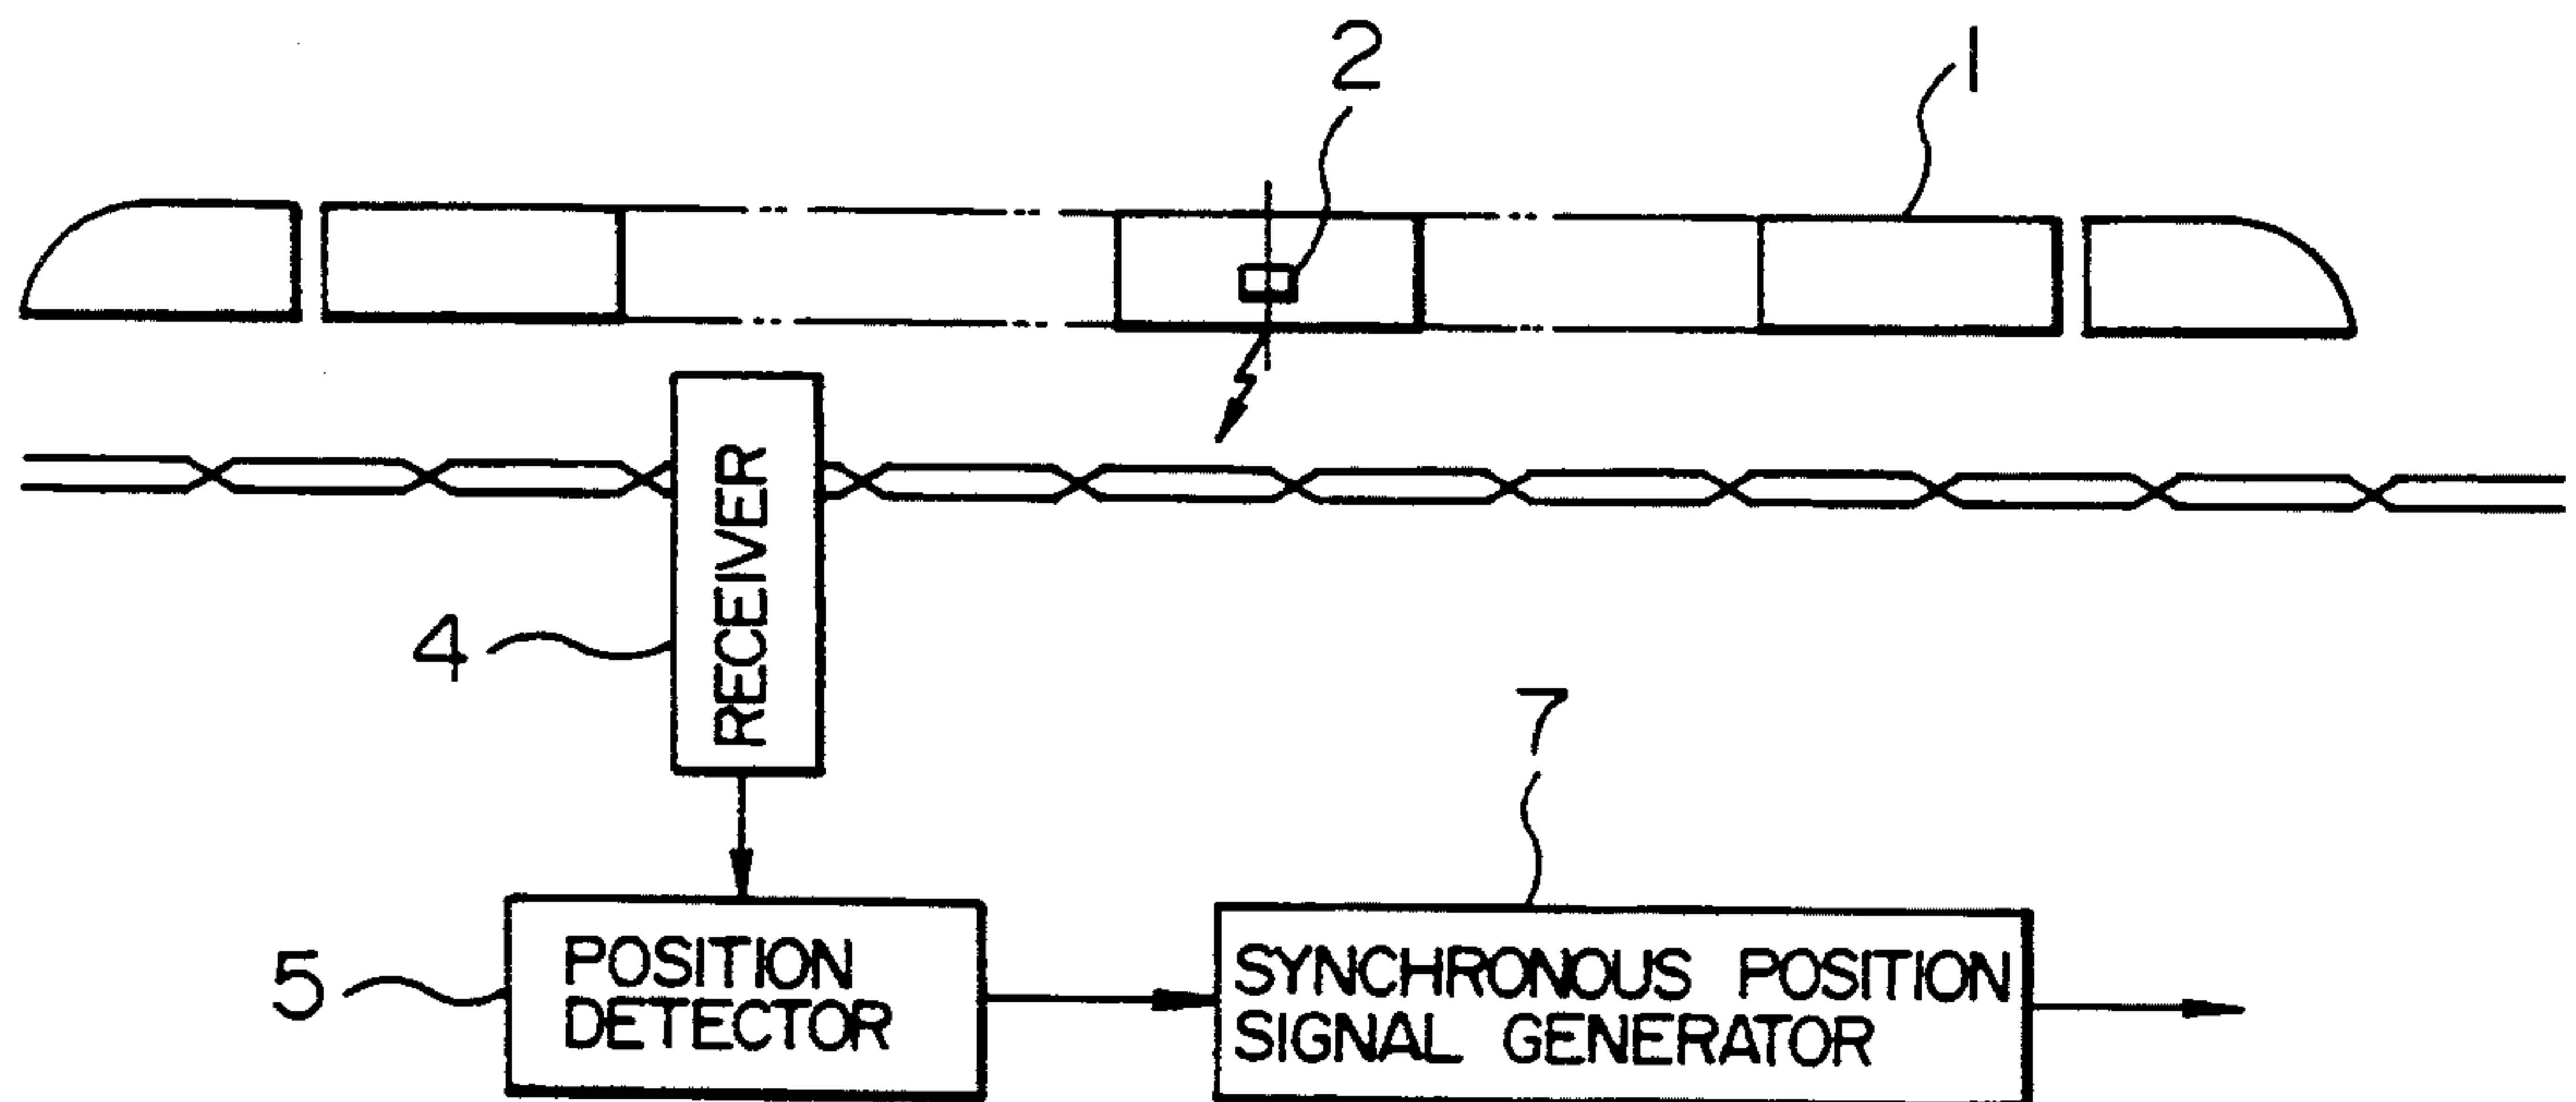 2
1
RECEIVER
4
7
5
POSITION
DETECTOR
SYNCHRONOUS POSITION
SIGNAL GENERATOR